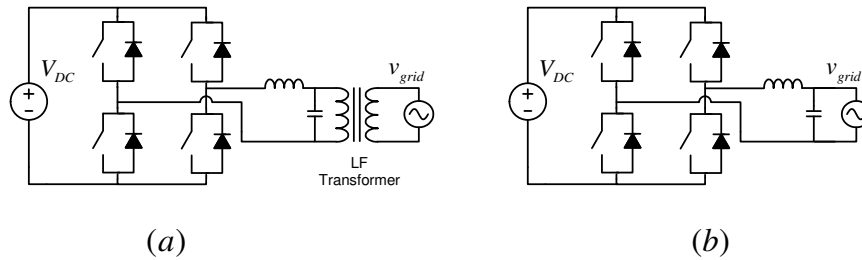 V_DC
+
−
v_grid
LF
Transformer
(a)
V_DC
+
−
v_grid
(b)